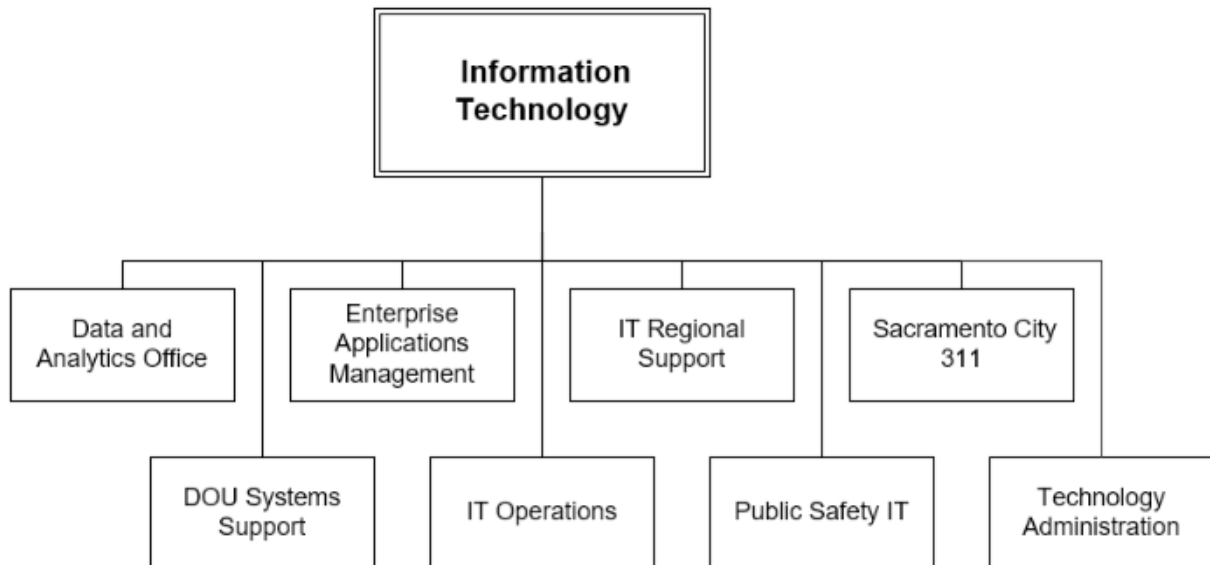 Information
Technology
Data and
Analytics Office
Enterprise
Applications
Management
IT Regional
Support
Sacramento City
311
DOU Systems
Support
IT Operations
Public Safety IT
Technology
Administration